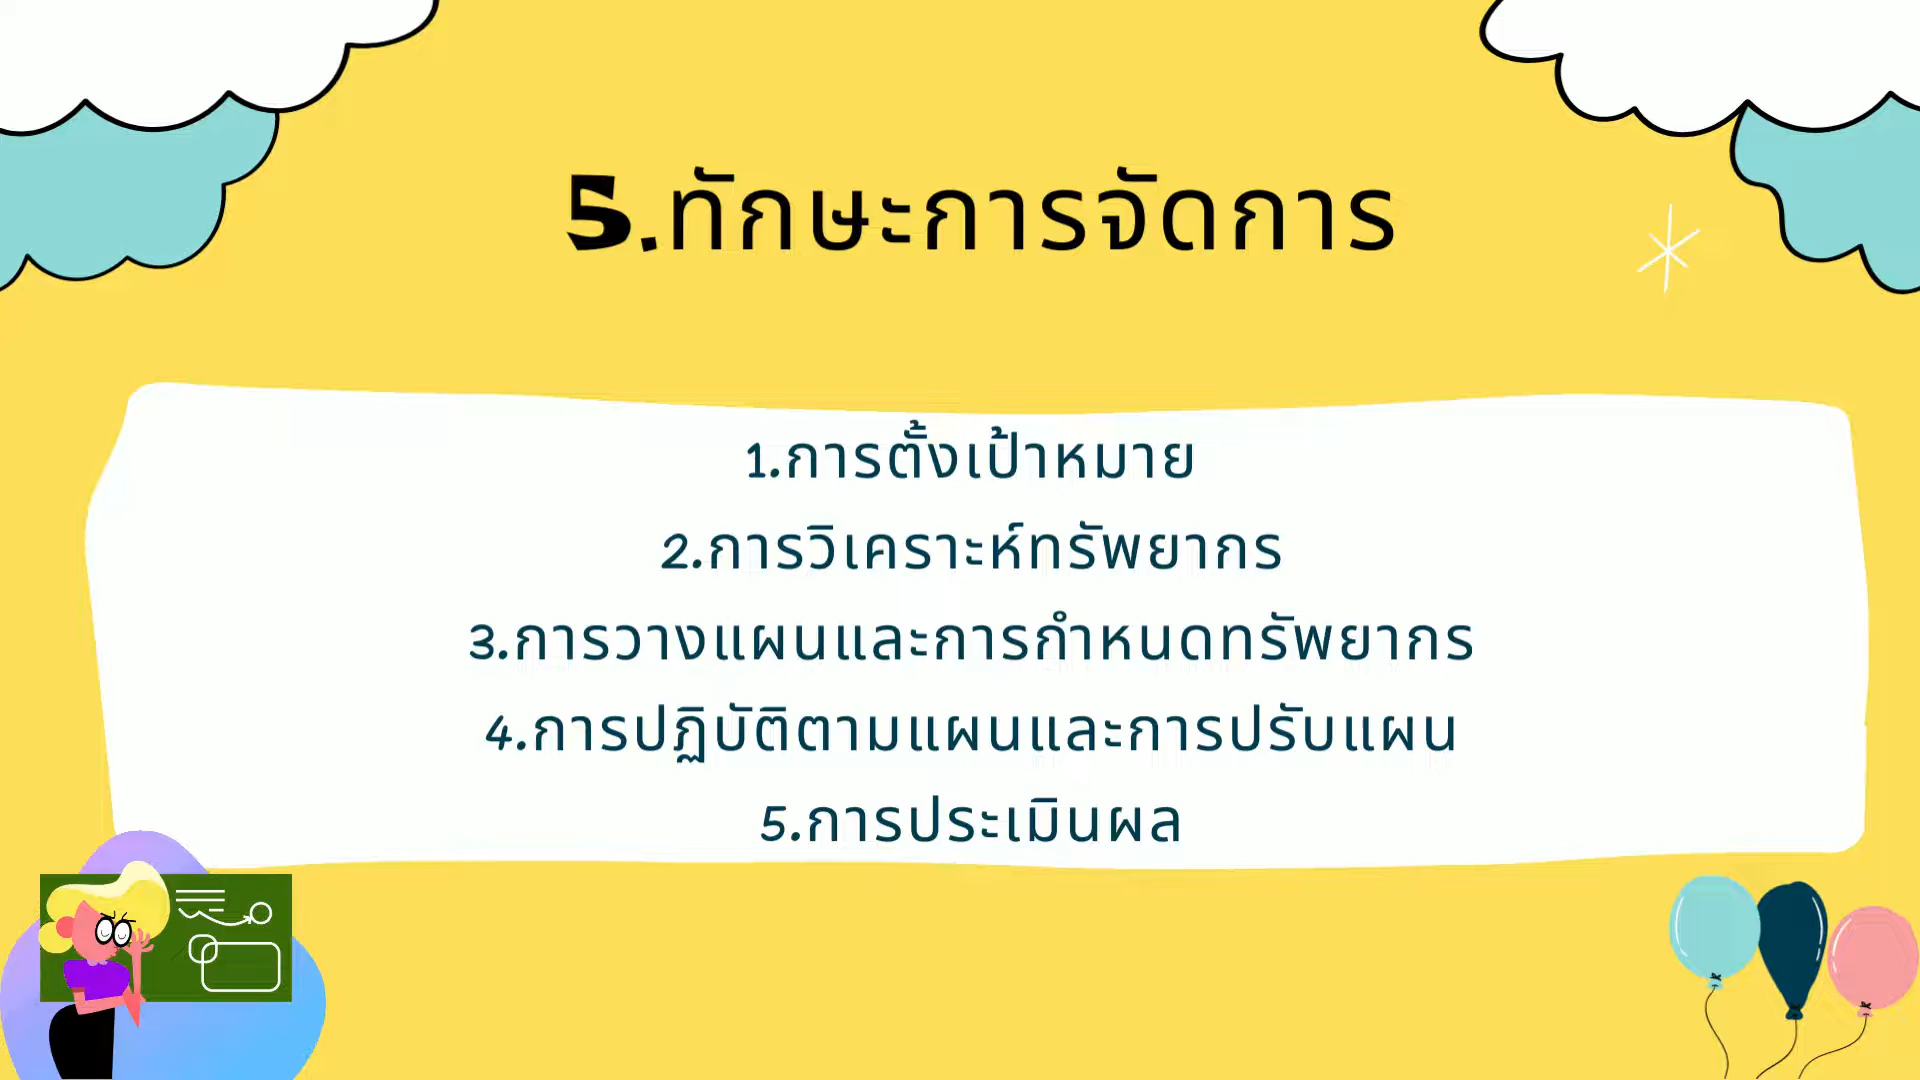 5.ทักษะการจัดการ
1.การตั้งเป้าหมาย
2.การวิเคราะห์ทรัพยากร
3.การวางแผนและการกำหนดทรัพยากร
4.การปฏิบัติตามแผนและการปรับแผน
5.การประเมินผล